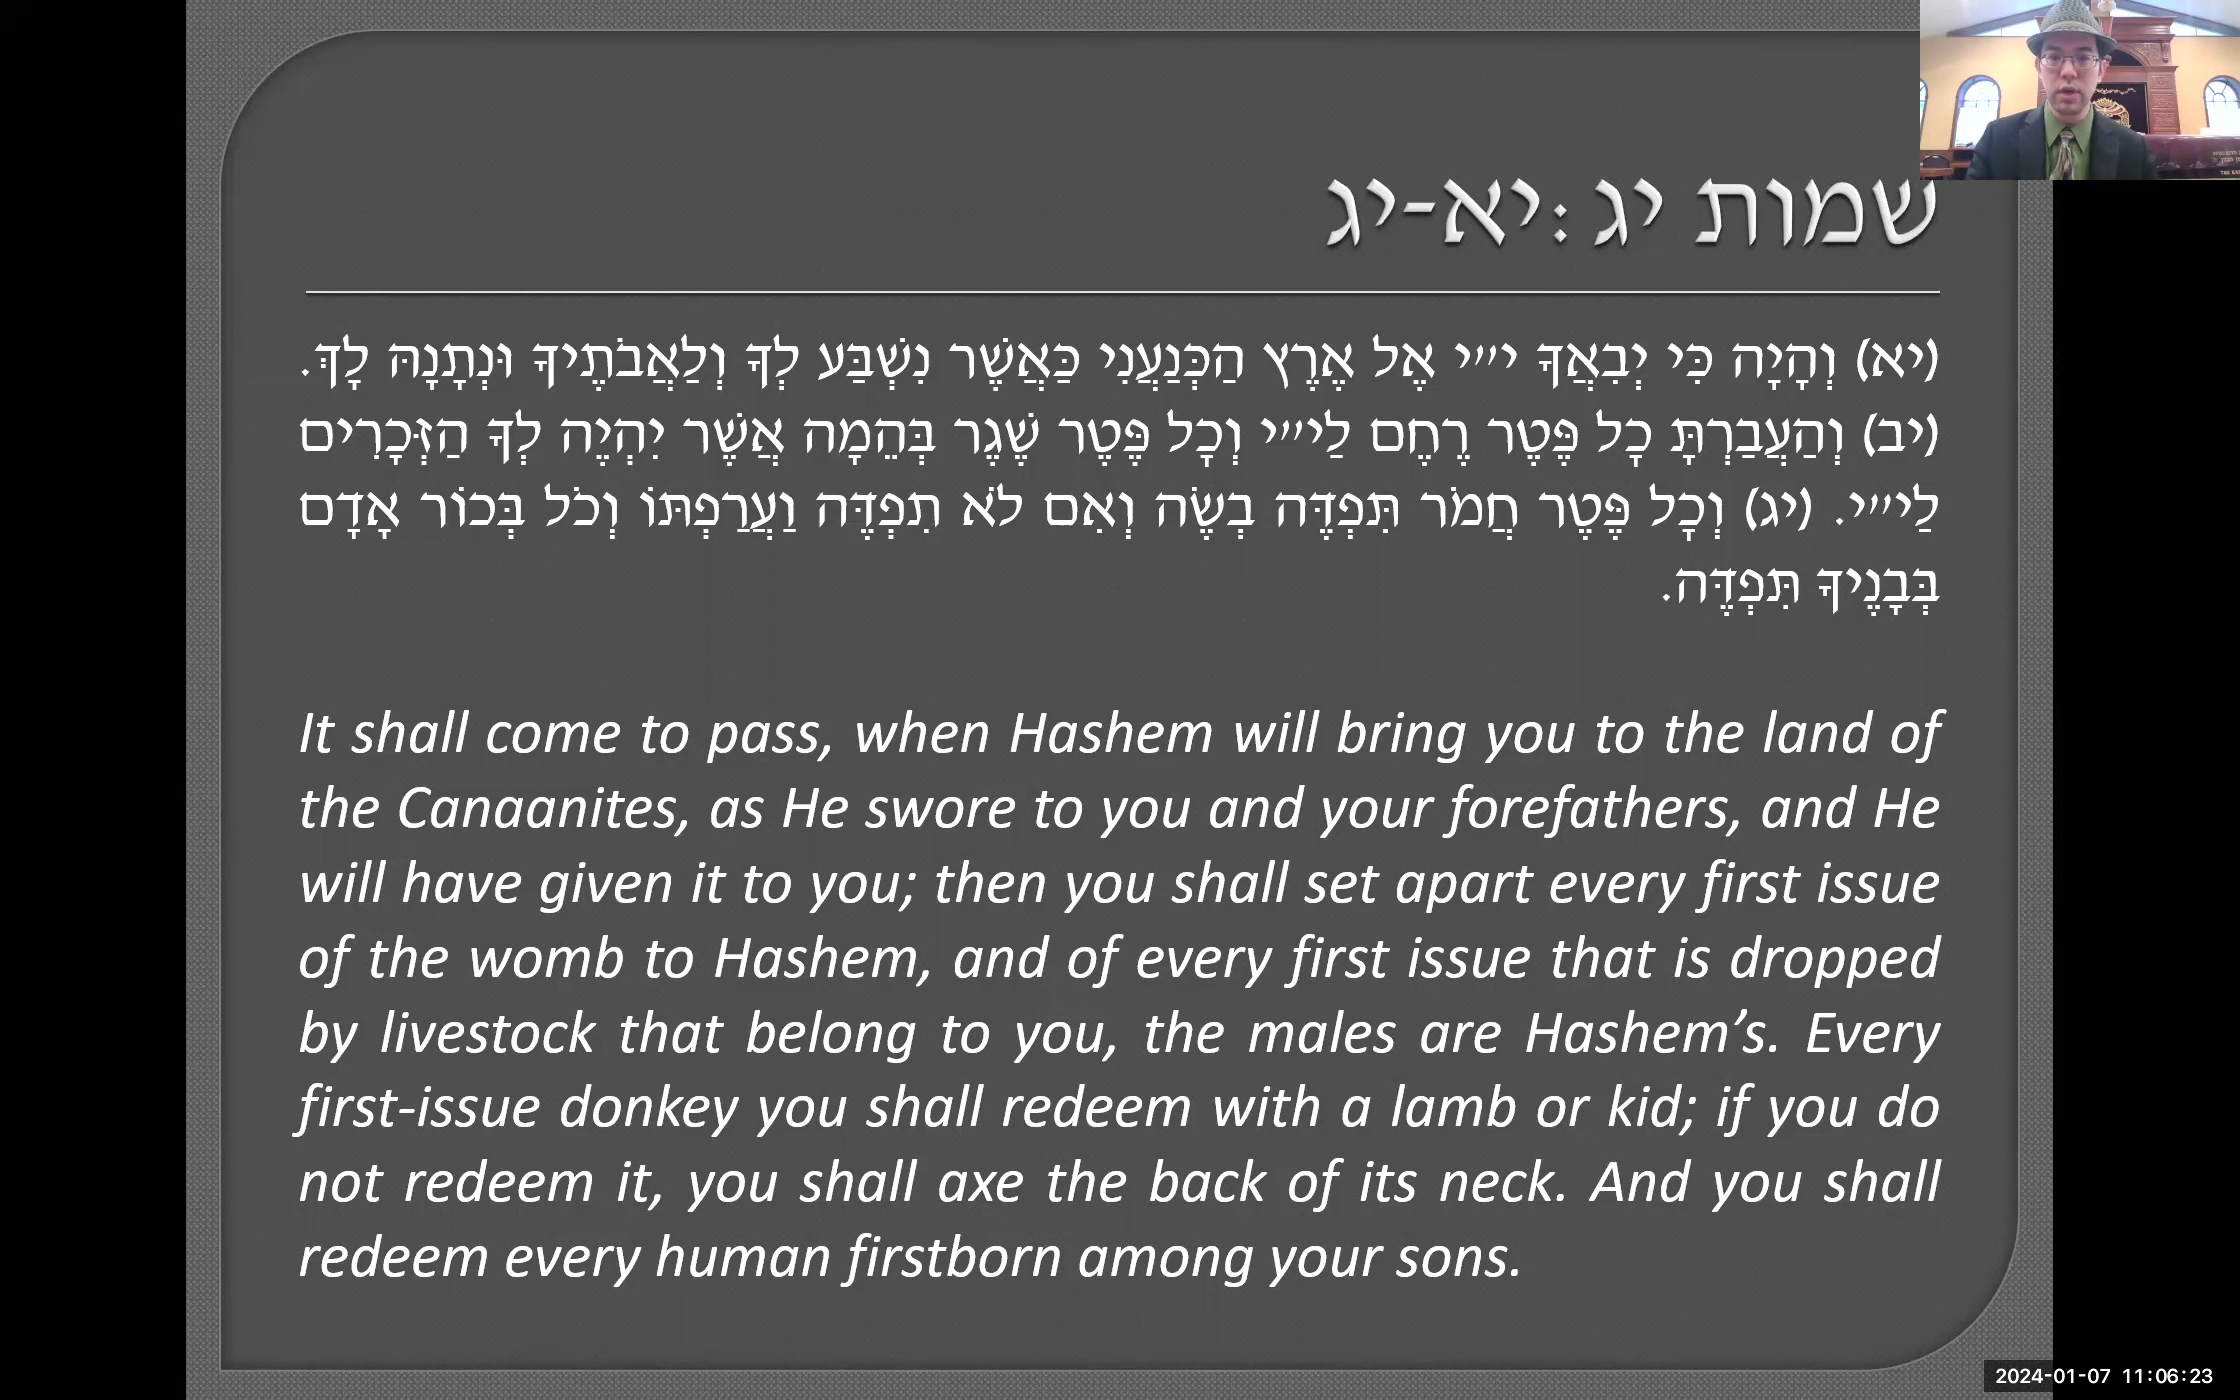 שמות יג:יא-יג
(יא) וְהָיָה כִּי יְבִאֲךָ י״י אֶל אֶרֶץ הַכְּנַעֲנִי כַּאֲשֶׁר נִשְׁבַּע לְךָ וְלַאֲבֹתֶיךָ וּנְתָנָהּ לָךְ.
(יב) וְהַעֲבַרְתָּ כָל פֶּטֶר רֶחֶם לַי״י וְכָל פֶּטֶר שֶׁגֶר בְּהֵמָה אֲשֶׁר יִהְיֶה לְךָ הַזְּכָרִים
לַי״י. (יג) וְכָל פֶּטֶר חֲמֹר תִּפְדֶּה בְשֶׂה וְאִם לֹא תִפְדֶּה וַעֲרַפְתּוֹ וְכֹל בְּכוֹר אָדָם
בְּבָנֶיךָ תִּפְדֶּה.
It shall come to pass, when Hashem will bring you to the land of
the Canaanites, as He swore to you and your forefathers, and He
will have given it to you; then you shall set apart every first issue
of the womb to Hashem, and of every first issue that is dropped
by livestock that belong to you, the males are Hashem’s. Every
first-issue donkey you shall redeem with a lamb or kid; if you do
not redeem it, you shall axe the back of its neck. And you shall
redeem every human firstborn among your sons.
2024-01-07 11:06:23